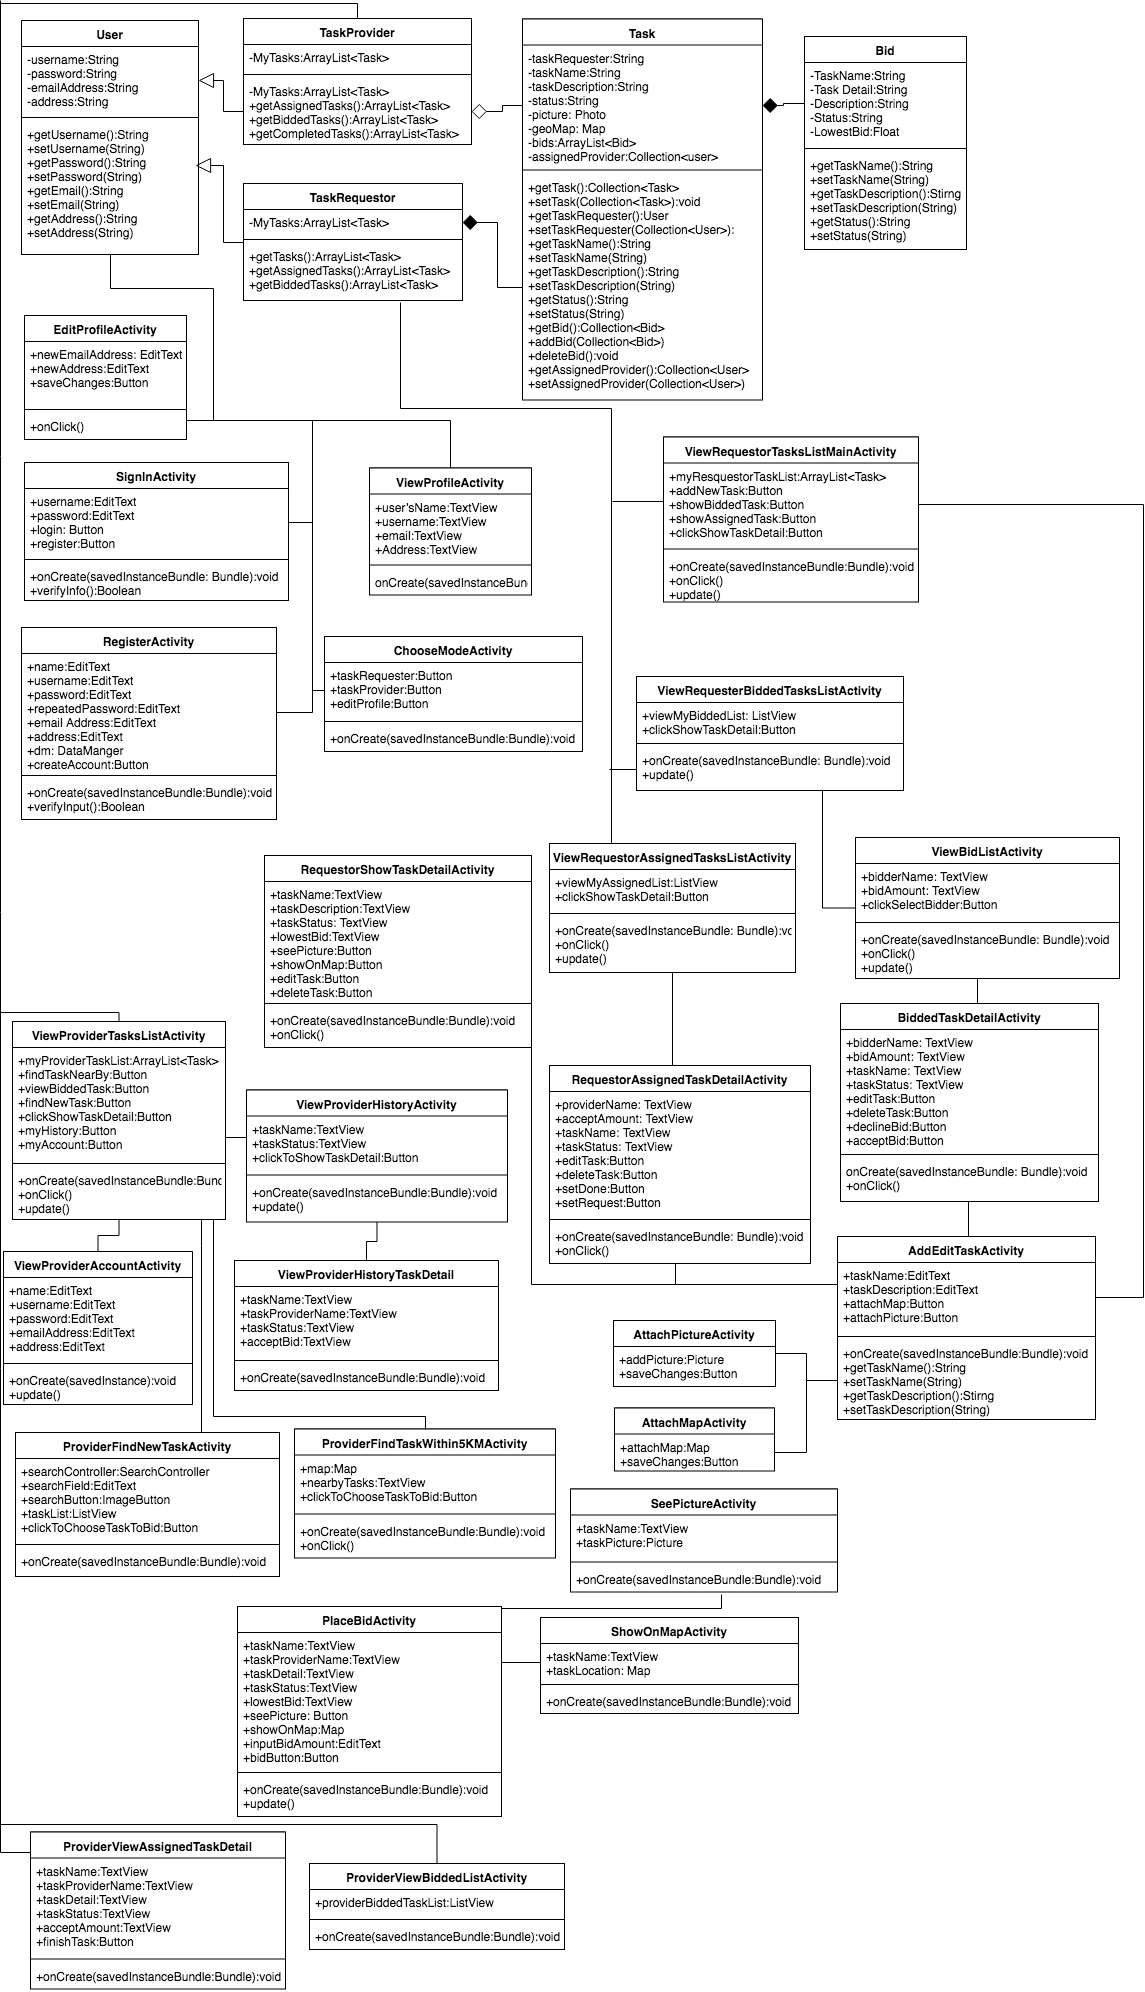 User
-username:String
-password:String
-emailAddress:String
-address:String
+getUsername():String
+setUsername(String)
+getPassword():String
+setPassword(String)
+getEmail():String
+setEmail(String)
+getAddress():String
+setAddress(String)
TaskProvider
-MyTasks:ArrayList<Task>
-MyTasks:ArrayList<Task>
+getAssignedTasks():ArrayList<Task>
+getBiddedTasks():ArrayList<Task>
+getCompletedTasks():ArrayList<Task>
TaskRequestor
-MyTasks:ArrayList<Task>
+getTasks():ArrayList<Task>
+getAssignedTasks():ArrayList<Task>
+getBiddedTasks():ArrayList<Task>
Task
-taskRequester:String
-taskName:String
-taskDescription:String
-status:String
-picture: Photo
-geoMap: Map
-bids:ArrayList<Bid>
-assignedProvider:Collection<user>
+getTask():Collection<Task>
+setTask(Collection<Task>):void
+getTaskRequester():User
+setTaskRequester(Collection<User>):
+getTaskName():String
+setTaskName(String)
+getTaskDescription():String
+setTaskDescription(String)
+getStatus():String
+setStatus(String)
+getBid():Collection<Bid>
+addBid(Collection<Bid>)
+deleteBid():void
+getAssignedProvider():Collection<User>
+setAssignedProvider(Collection<User>)
Bid
-TaskName:String
-Task Detail:String
-Description:String
-Status:String
-LowestBid:Float
+getTaskName():String
+setTaskName(String)
+getTaskDescription():Stirng
+setTaskDescription(String)
+getStatus():String
+setStatus(String)
EditProfileActivity
+newEmailAddress: EditText
+newAddress:EditText
+saveChanges:Button
+onClick()
SignInActivity
+username:EditText
+password:EditText
+login: Button
+register:Button
+onCreate(savedInstanceBundle: Bundle):void
+verifyInfo():Boolean
ViewProfileActivity
+user'sName:TextView
+username:TextView
+email:TextView
+Address:TextView
onCreate(savedInstanceBun
ViewRequestorTasksListMainActivity
+myResquestorTaskList:ArrayList<Task>
+addNewTask:Button
+showBiddedTask:Button
+showAssignedTask:Button
+clickShowTaskDetail:Button
+onCreate(savedInstanceBundle:Bundle):void
+onClick()
+update()
RegisterActivity
+name:EditText
+username:EditText
+password:EditText
+repeatedPassword:EditText
+email Address:EditText
+address:EditText
+dm: DataManger
+createAccount:Button
+onCreate(savedInstanceBundle:Bundle):void
+verifyInput():Boolean
ChooseModeActivity
+taskRequester:Button
+taskProvider:Button
+editProfile:Button
+onCreate(savedInstanceBundle:Bundle):void
ViewRequesterBiddedTasksListActivity
+viewMyBiddedList: ListView
+clickShowTaskDetail:Button
+onCreate(savedInstanceBundle: Bundle):void
+update()
RequestorShowTaskDetailActivity
+taskName:TextView
+taskDescription:TextView
+taskStatus: TextView
+lowestBid:TextView
+seePicture:Button
+showOnMap:Button
+editTask:Button
+deleteTask:Button
+onCreate(savedInstanceBundle:Bundle):void
+onClick()
ViewRequestorAssignedTasksListActivity
+viewMyAssignedList:ListView
+clickShowTaskDetail:Button
+onCreate(savedInstanceBundle: Bundle):vc
+onClick()
+update()
ViewBidListActivity
+bidderName: TextView
+bidAmount: TextView
+clickSelectBidder:Button
+onCreate(savedInstanceBundle: Bundle):void
+onClick()
+update()
ViewProviderTasksListActivity
+myProviderTaskList:ArrayList<Task>
+findTaskNearBy:Button
+viewBiddedTask:Button
+findNewTask:Button
+clickShowTaskDetail:Button
+myHistory:Button
+myAccount:Button
+onCreate(savedInstanceBundle:Bunc
+onClick()
+update()
ViewProviderHistoryActivity
+taskName:TextView
+taskStatus:TextView
+clickToShowTaskDetail:Button
+onCreate(savedInstanceBundle:Bundle):void
+update()
RequestorAssignedTaskDetailActivity
+providerName: TextView
+acceptAmount: TextView
+taskName: TextView
+taskStatus: TextView
+editTask:Button
+deleteTask:Button
+setDone:Button
+setRequest:Button
+onCreate(savedInstanceBundle: Bundle):void
+onClick()
BiddedTaskDetailActivity
+bidderName: TextView
+bidAmount: TextView
+taskName: TextView
+taskStatus: TextView
+editTask:Button
+deleteTask:Button
+declineBid:Button
+acceptBid:Button
onCreate(savedInstanceBundle: Bundle):void
+onClick()
ViewProviderAccountActivity
+name:EditText
+username:EditText
+password:EditText
+emailAddress:EditText
+address:EditText
+onCreate(savedInstance):void
+update()
ViewProviderHistoryTaskDetail
+taskName:TextView
+taskProviderName:TextView
+taskStatus:TextView
+acceptBid:TextView
+onCreate(savedInstanceBundle:Bundle):void
AddEditTaskActivity
+taskName:EditText
+taskDescription:EditText
+attachMap:Button
+attachPicture:Button
+onCreate(savedInstanceBundle:Bundle):void
+getTaskName():String
+setTaskName(String)
+getTaskDescription():Stirng
+setTaskDescription(String)
AttachPictureActivity
+addPicture:Picture
+saveChanges:Button
AttachMapActivity
+attachMap:Map
+saveChanges:Button
ProviderFindNewTaskActivity
+searchController:SearchController
+searchField:EditText
+searchButton:ImageButton
+taskList:ListView
+clickToChooseTaskToBid:Button
+onCreate(savedInstanceBundle:Bundle):void
ProviderFindTaskWithin5KMActivity
+map:Map
+nearbyTasks:TextView
+clickToChooseTaskToBid:Button
+onCreate(savedInstanceBundle:Bundle):void
+onClick()
SeePictureActivity
+taskName:TextView
+taskPicture:Picture
+onCreate(savedInstanceBundle:Bundle):void
PlaceBidActivity
+taskName:TextView
+taskProviderName:TextView
+taskDetail:TextView
+taskStatus:TextView
+lowestBid:TextView
+seePicture: Button
+showOnMap:Map
+inputBidAmount:EditText
+bidButton:Button
+onCreate(savedInstanceBundle:Bundle):void
+update()
ShowOnMapActivity
+taskName:TextView
+taskLocation: Map
+onCreate(savedInstanceBundle:Bundle):void
ProviderViewAssignedTaskDetail
+taskName:TextView
+taskProviderName:TextView
+taskDetail:TextView
+taskStatus:TextView
+acceptAmount:TextView
+finishTask:Button
+onCreate(savedInstanceBundle:Bundle):void
ProviderViewBiddedListActivity
+providerBiddedTaskList:ListView
+onCreate(savedInstanceBundle:Bundle):void